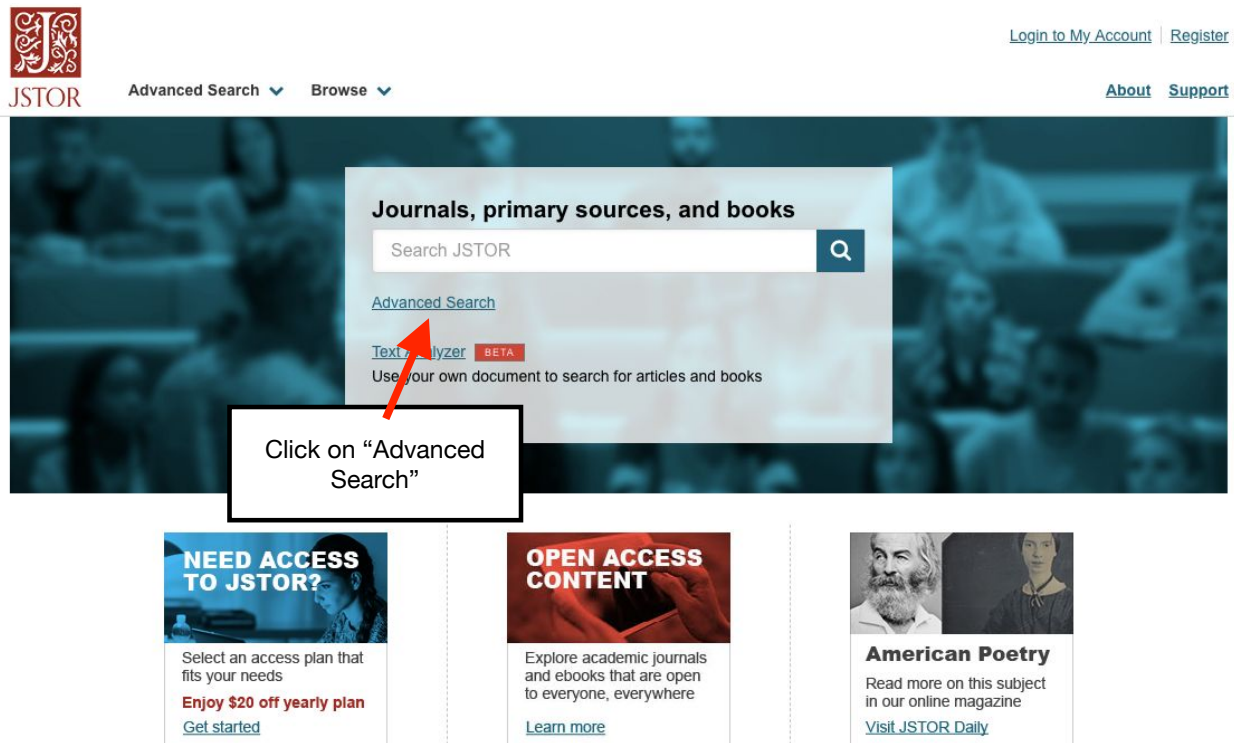 Login to My Account Register
JSTOR
Advanced Search Browse
About Support
Journals, primary sources, and books
Search JSTOR
Advanced Search
BETA
Use your own document to search for articles and books
Click on “Advanced
Search”
NEED ACCESS
TO JSTOR?
Select an access plan that
fits your needs
Enjoy $20 off yearly plan
Get started
OPEN ACCESS
CONTENT
Explore academic journals
and ebooks that are open
to everyone, everywhere
Learn more
American Poetry
Read more on this subject
in our online magazine
Visit JSTOR Daily